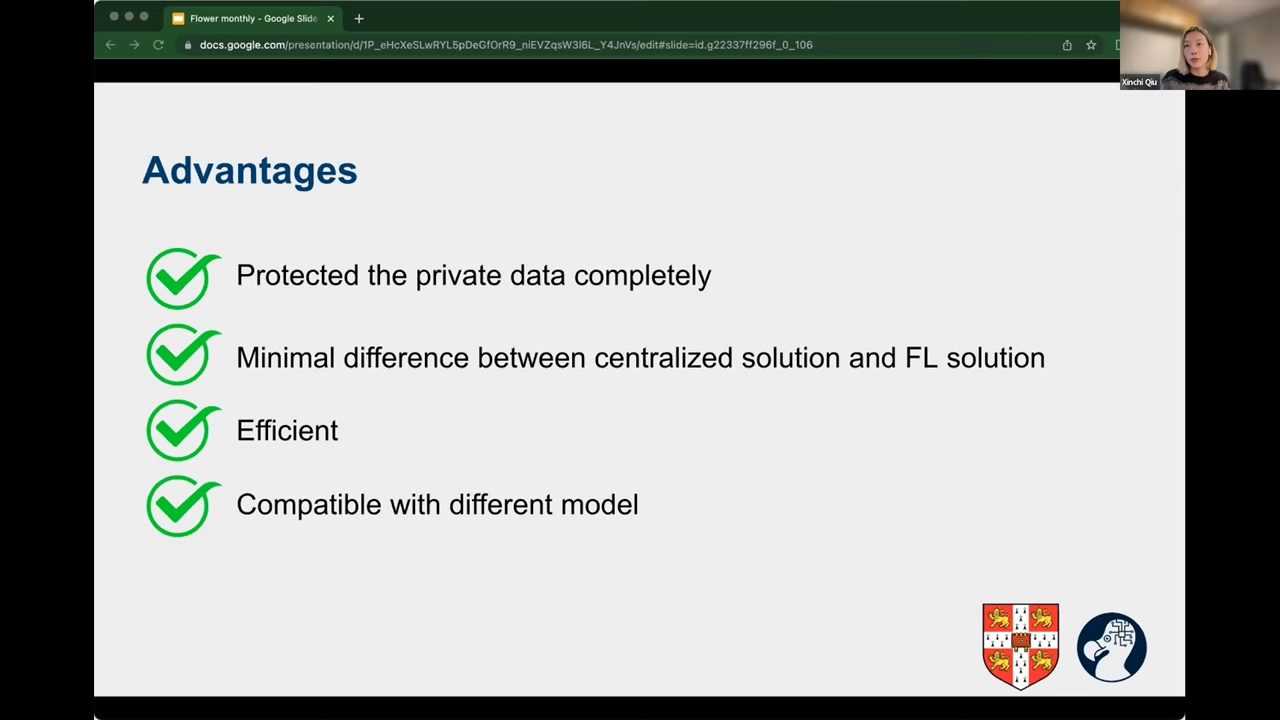 Flower monthly - Google Slide
docs.google.com/presentation/d/1P_eHcXeSLwRYL5pDeGfOrR9_niEVZqsW3I6L_Y4JnVs/edit#slide=id.g22337ff296f_0_106
Xinchi Qiu
Advantages
Protected the private data completely
Minimal difference between centralized solution and FL solution
Efficient
Compatible with different model